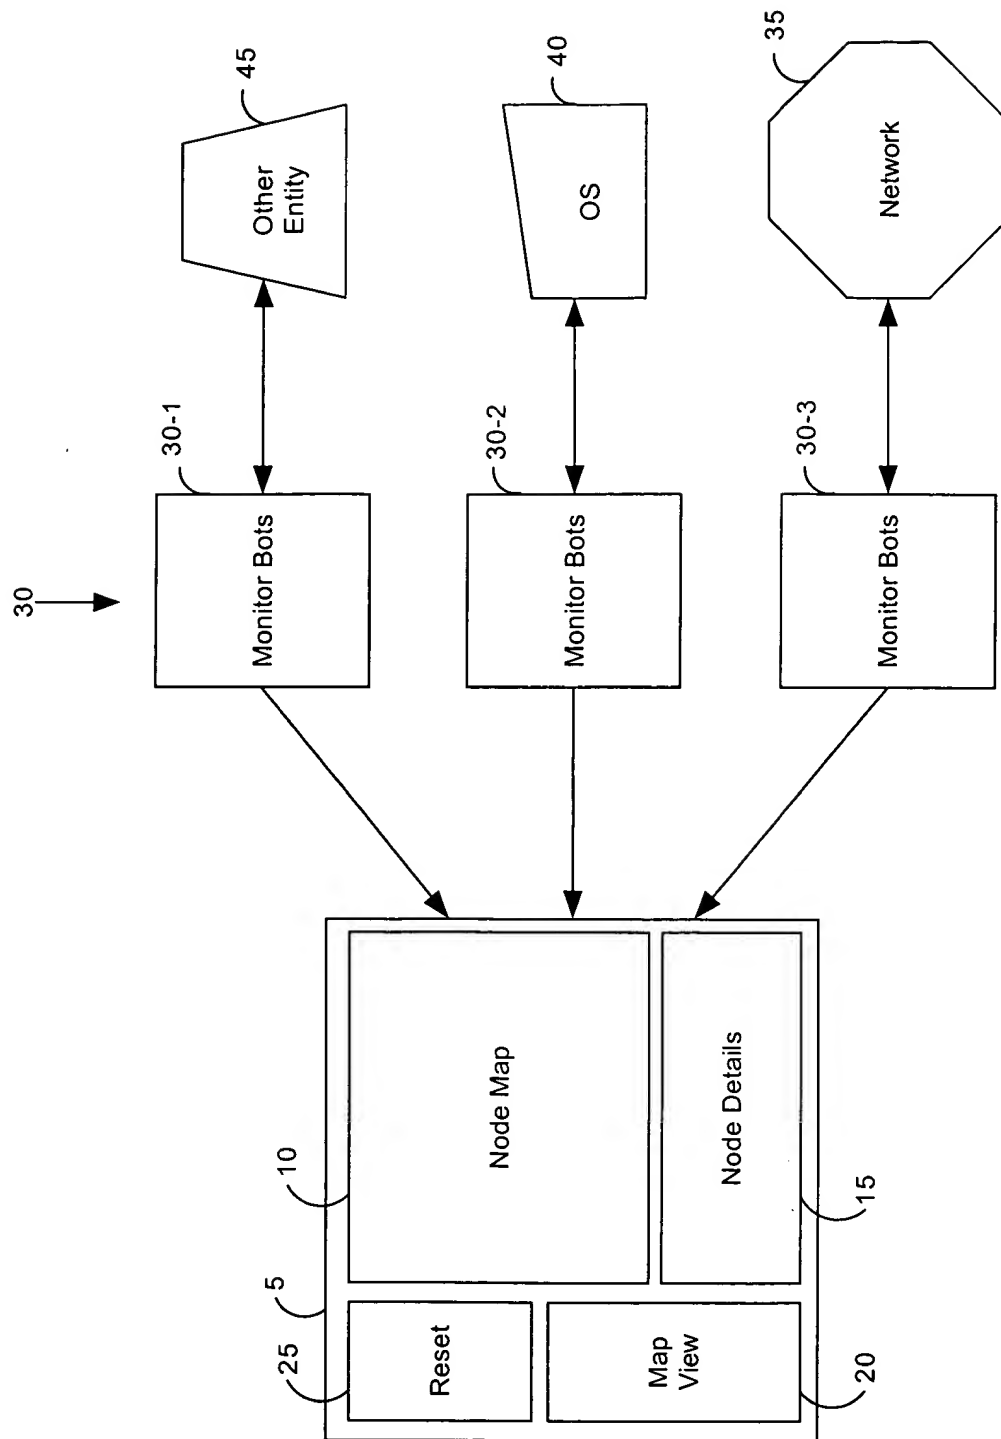 30
45
Other
Entity
40
OS
35
Network
30-1
Monitor Bots
30-2
Monitor Bots
30-3
Monitor Bots
5
10
Node Map
15
Node Details
25
Reset
20
Map
View